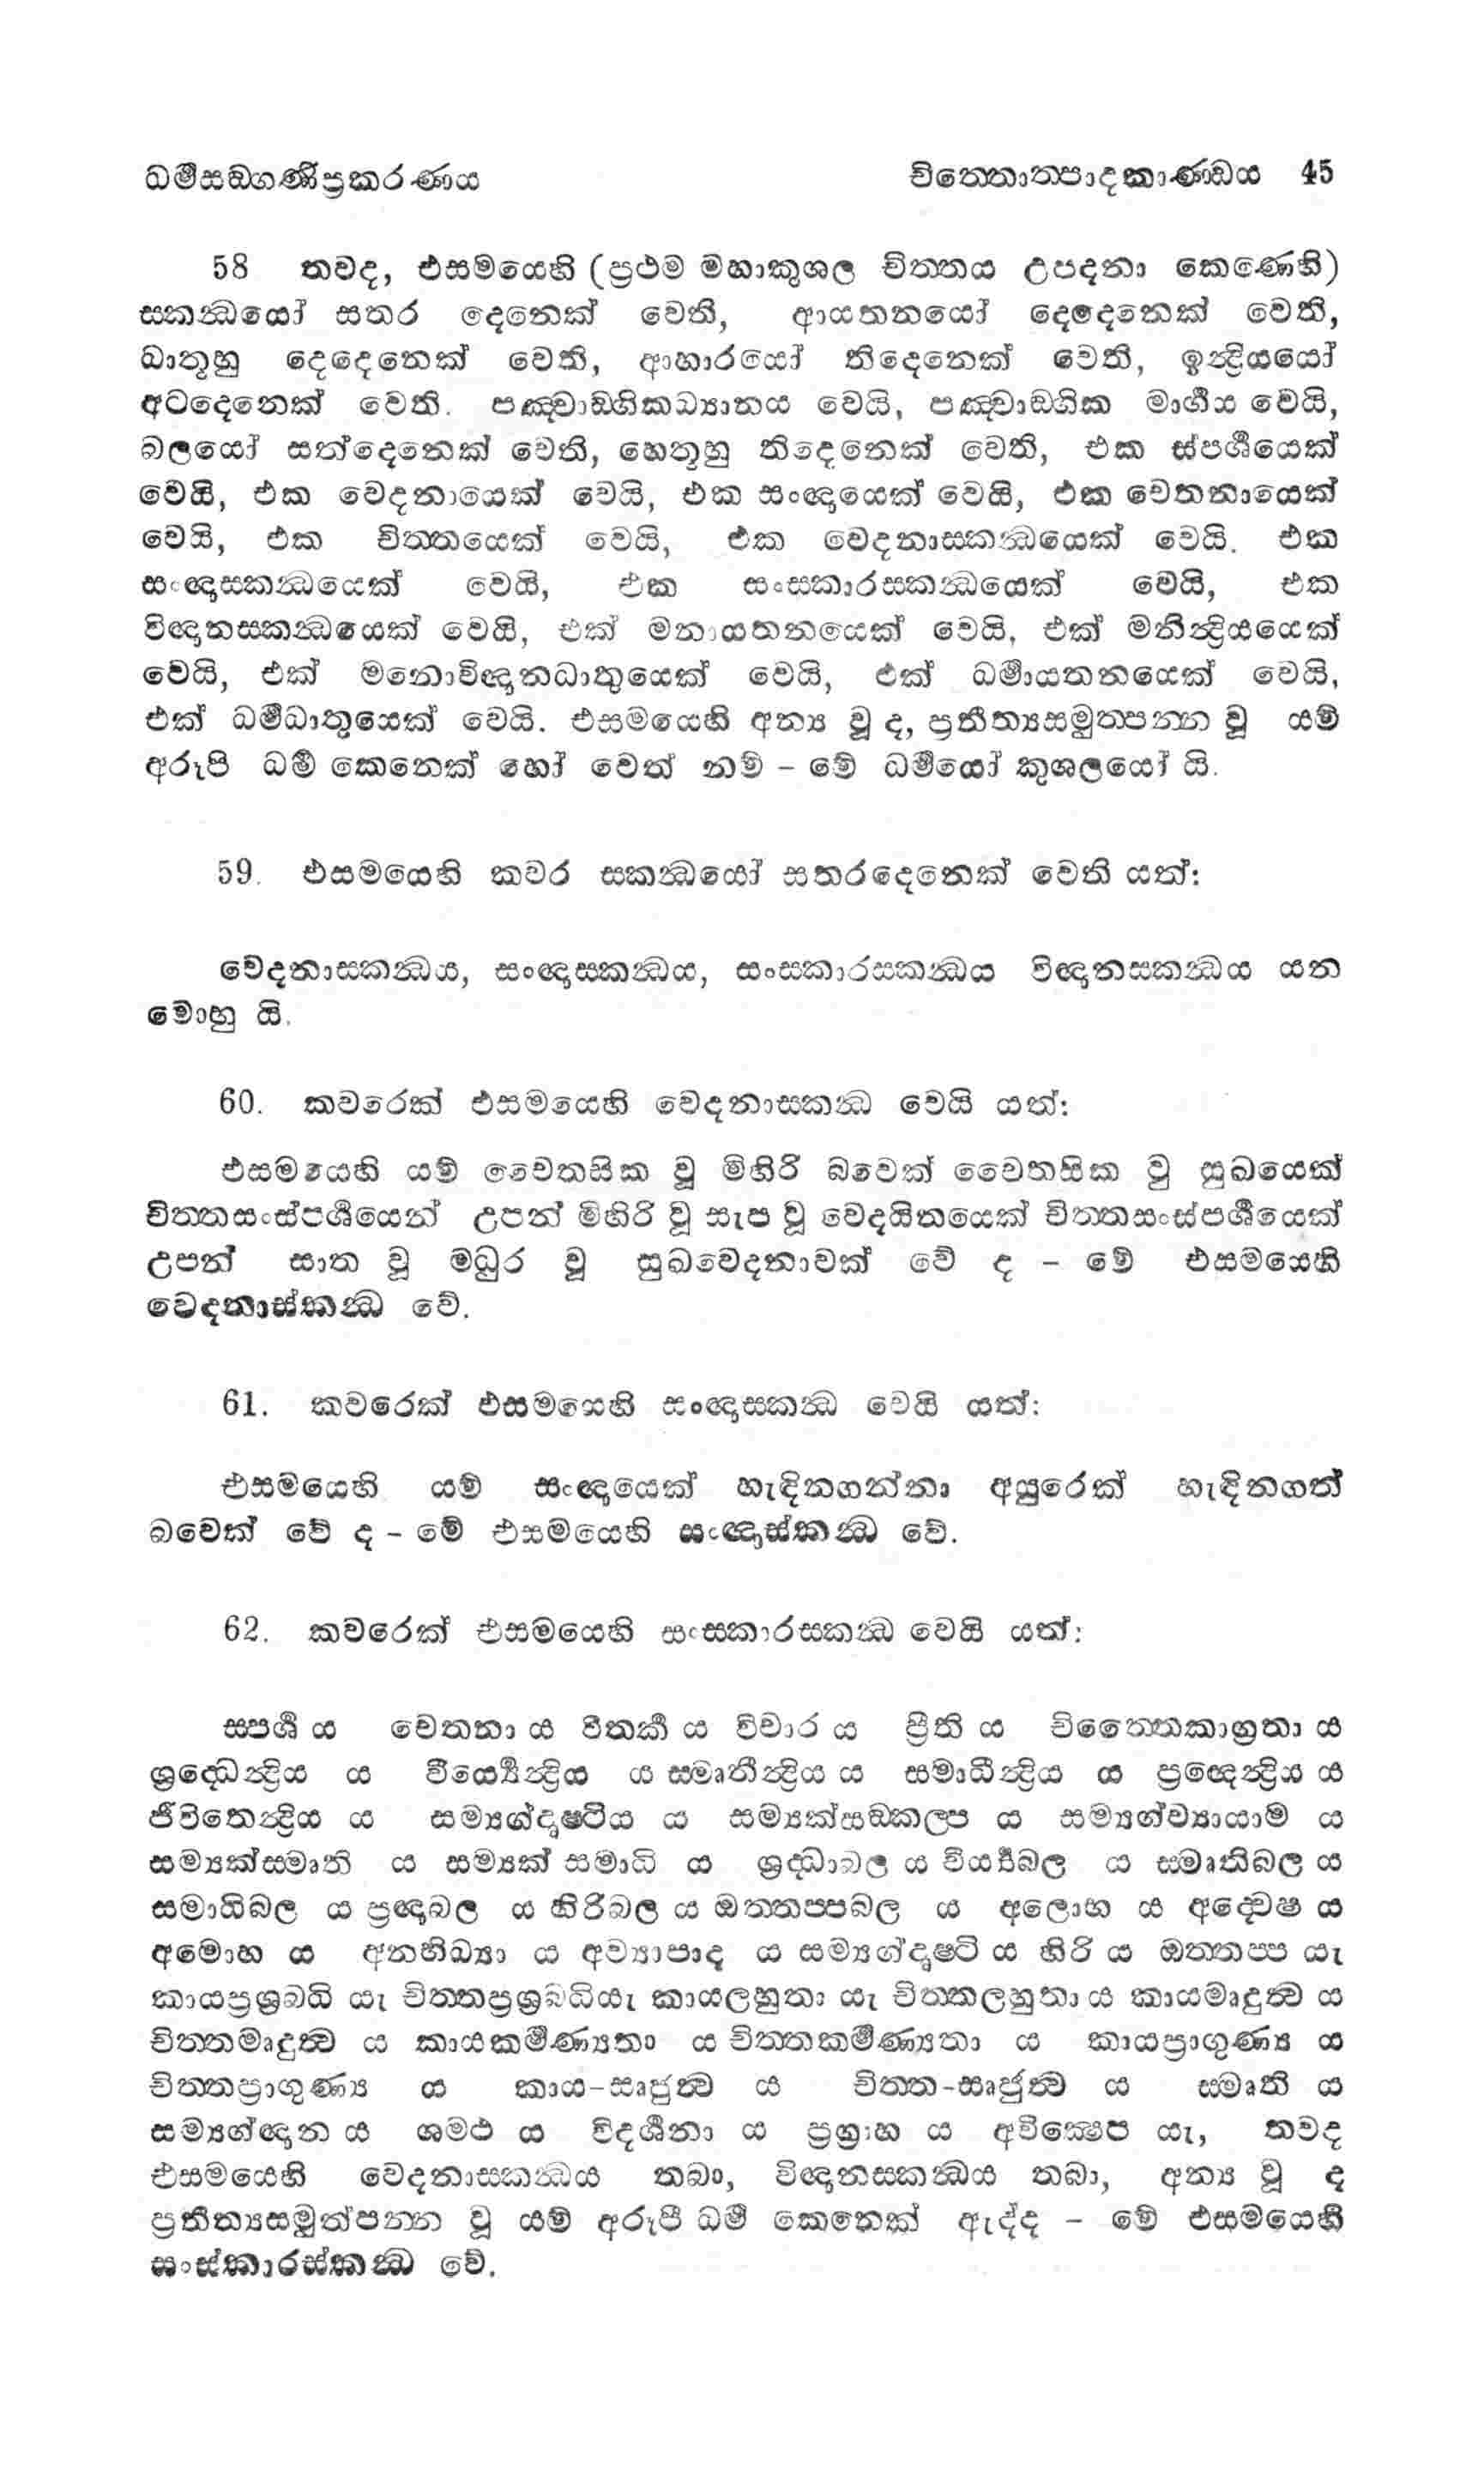 ධර්‍මසඞ්ගණිප්‍රකරණය චිත්තොත්පාදකාණ්ඩය 45
58 තවද, එසමයෙහි (ප්‍රථම මහාකුශල චිත්තය උපදනා කෙණෙහි)
ස්කන්‍ධයෝ සතර දෙනෙක් වෙති, ආයතනයෝ දෙදෙනෙක් වෙති,
ධාතූහු දෙදෙනෙක් වෙති, ආහාරයෝ තිදෙනෙක් වෙති, ඉන්‍ද්‍රියයෝ
අටදෙනෙක් වෙති. පඤ්චාඞ්ගිකධ්‍යානය වෙයි, පඤ්චාඞ්ගික මාර්‍ගය වෙයි,
බලයෝ සත්දෙනෙක් වෙති, හෙතූහු තිදෙනෙක් වෙති, එක ස්පර්‍ශයෙක්
වෙයි, එක වෙදනායෙක් වෙයි, එක සංඥායෙක් වෙයි, එක චෙතනායෙක්
වෙයි, එක චිත්තයෙක් වෙයි, එක වෙදනාස්කන්‍ධයෙක් වෙයි. එක
සංඥාස්කන්‍ධයෙක් වෙයි, එක සංස්කාරස්කන්‍ධයෙක් වෙයි, එක
විඥානස්කන්‍ධයෙක් වෙයි, එක් මනායතනයෙක් වෙයි, එක් මනින්‍ද්‍රියයෙක්
වෙයි, එක් මනොවිඥානධාතුයෙක් වෙයි, එක් ධර්‍මායතනයෙක් වෙයි,
එක් ධර්‍මධාතුයෙක් වෙයි. එසමයෙහි අන්‍ය වූ ද, ප්‍රතීත්‍යසමුත්පන්න වූ යම්
අරූපි ධර්‍ම කෙනෙක් හෝ වෙත් නම් – මේ ධර්‍මයෝ කුශලයෝ යි.
59. එසමයෙහි කවර ස්කන්‍ධයෝ සතරදෙනෙක් වෙති යත්:
වෙදනාස්කන්‍ධය, සංඥාස්කන්‍ධය, සංස්කාරස්කන්‍ධය විඥානස්කන්‍ධය යන
මොහු යි.
60. කවරෙක් එසමයෙහි වෙදනාස්කන්‍ධ වෙයි යත්:
එසමයෙහි යම් චෛතසික වූ මිහිරි බවෙක් චෛතසික වු සුඛයෙක්
චිත්තසංස්පර්‍ශයෙන් උපන් මිහිරි වූ සැප වූ වෙදයිතයෙක් චිත්තසංස්පර්‍ශයෙක්
උපන් සාත වූ මධුර වූ සුඛවෙදනාවක් වේ ද – මේ එසමයෙහි
වෙදනාස්කන්‍ධ වේ.
61. කවරෙක් එසමයෙහි සංඥාස්කන්‍ධ වෙයි යත්:
එසමයෙහි යම් සංඥායෙක් හැඳිනගන්නා අයුරෙක් හැඳිනගත්
බවෙක් වේ ද – මේ එසමයෙහි සංඥාස්කන්‍ධ වේ.
62. කවරෙක් එසමයෙහි සංස්කාරස්කන්‍ධ වෙයි යත්:
ස්පර්‍ශ ය චෙතනා ය විතර්‍ක ය විචාර ය ප්‍රීති ය චිත්තෛකාග්‍රතා ය
ශ්‍රද්ධෙන්‍ද්‍රිය ය වීර්‍ය්‍යෙන්‍ද්‍රිය ය ස්මෘතීන්‍ද්‍රිය ය සමාධීන්‍ද්‍රිය ය ප්‍රඥෙන්‍ද්‍රිය ය
ජීවිතෙන්‍ද්‍රිය ය සම්‍යග්දෘෂ්ටිය ය සම්‍යක්සඞ්කල්ප ය සම්‍යග්ව්‍යායාම ය
සම්‍යක්ස්මෘති ය සම්‍යක් සමාධි ය ශ්‍රද්ධාබල ය වීර්‍ය්‍යබල ය ස්මෘතිබල ය
සමාධිබල ය ප්‍රඥාබල ය හිරිබල ය ඔත්තප්පබල ය අලොභ ය අද්වේෂ ය
අමොහ ය අනභිධ්‍යා ය අව්‍යාපාද ය සම්‍යග්දෘෂ්ටි ය හිරි ය ඔත්තප්ප යැ
කායප්‍රශ්‍රබ්ධි යැ චිත්තප්‍රශ්‍රබ්ධියැ කායලහුතා යැ චිත්තලහුතා ය කායමෘදුත්‍ව ය
චිත්තමෘදුත්‍ව ය කායකර්‍මණ්‍යතා ය චිත්තකර්‍මණ්‍යතා ය කායප්‍රාගුණ්‍ය ය
චිත්තප්‍රාගුණ්‍ය ය කාය-සෘජුත්‍ව ය චිත්ත-සෘජුත්‍ව ය ස්මෘති ය
සම්‍යග්ඥාන ය ශමථ ය විදර්‍ශනා ය ප්‍රග්‍රාහ ය අවික්‍ෂෙප යැ, තවද
එසමයෙහි වෙදනාස්කන්‍ධය තබා, විඥානස්කන්‍ධය තබා, අන්‍ය වූ ද
ප්‍රතීත්‍යසමුත්පන්න වූ යම් අරූපී ධර්‍ම කෙනෙක් ඇද්ද – මේ එසමයෙහි
සංස්කාරස්කන්‍ධ වේ.